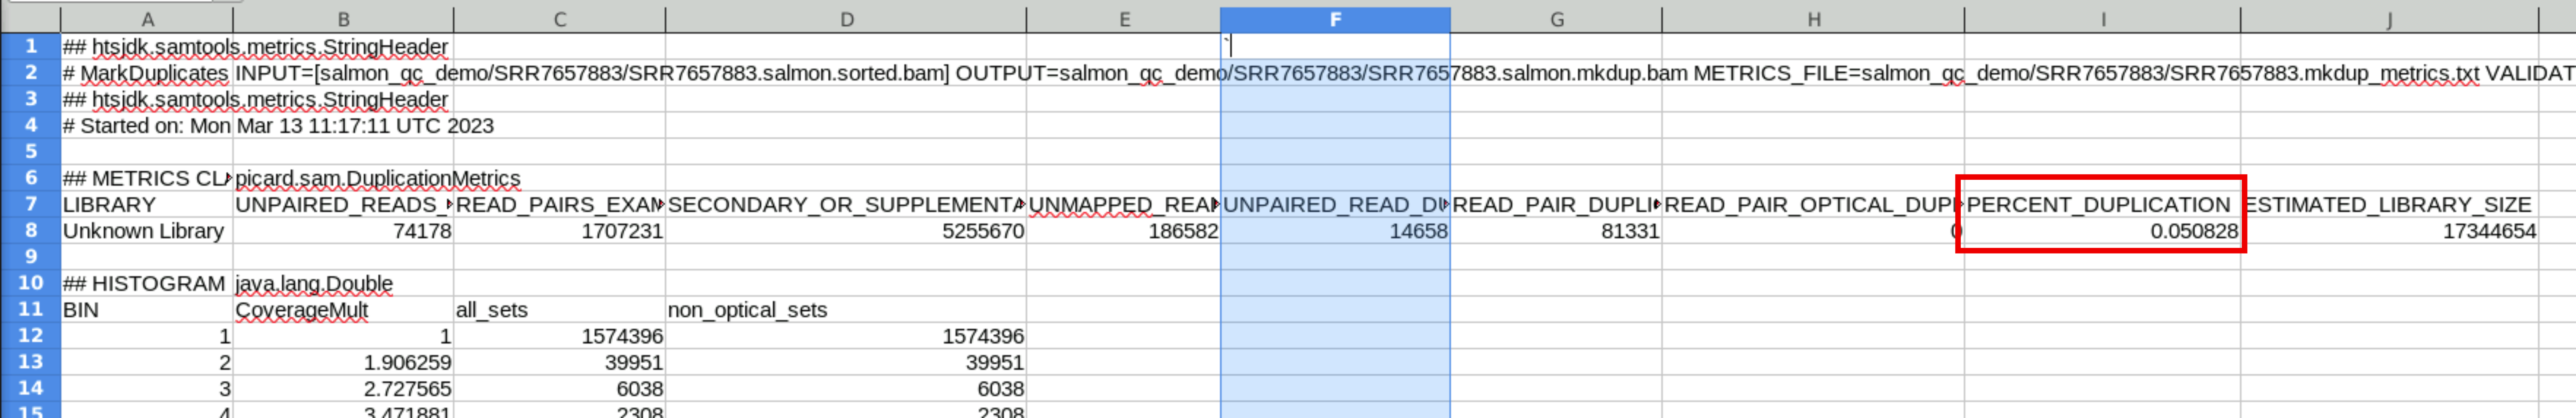 A B C D E F G H I J
1 ## htsjdk.samtools.metrics.StringHeader `
2 # MarkDuplicates INPUT=[salmon_qc_demo/SRR7657883/SRR7657883.salmon.sorted.bam] OUTPUT=salmon_qc_demo/SRR7657883/SRR7657883.salmon.mkdup.bam METRICS_FILE=salmon_qc_demo/SRR7657883/SRR7657883.mkdup_metrics.txt VALIDAT
3 ## htsjdk.samtools.metrics.StringHeader
4 # Started on: Mon Mar 13 11:17:11 UTC 2023
5
6 ## METRICS CLA picard.sam.DuplicationMetrics
7 LIBRARY UNPAIRED_READS_ READ_PAIRS_EXAM SECONDARY_OR_SUPPLEMENTA UNMAPPED_REA UNPAIRED_READ_DU READ_PAIR_DUPLI READ_PAIR_OPTICAL_DUPL PERCENT_DUPLICATION ESTIMATED_LIBRARY_SIZE
8 Unknown Library 74178 1707231 5255670 186582 14658 81331 0 0.050828 17344654
9
10 ## HISTOGRAM java.lang.Double
11 BIN CoverageMult all_sets non_optical_sets
12 1 1 1574396 1574396
13 2 1.906259 39951 39951
14 3 2.727565 6038 6038
15 4 3.471881 2308 2308